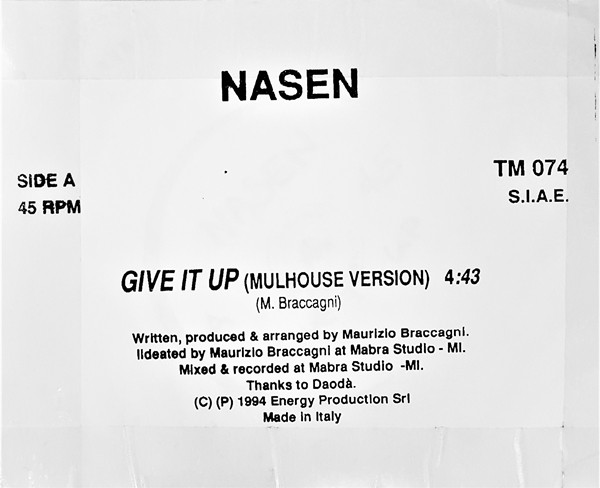 NASEN
SIDE A
45 RPM
TM 074
S.I.A.E.
GIVE IT UP (MULHOUSE VERSION) 4:43
(M. Braccagni)
Written, produced & arranged by Maurizio Braccagni.
Iideated by Maurizio Braccagni at Mabra Studio - MI.
Mixed & recorded at Mabra Studio -MI.
Thanks to Daodà.
(C) (P) 1994 Energy Production Srl
Made in Italy